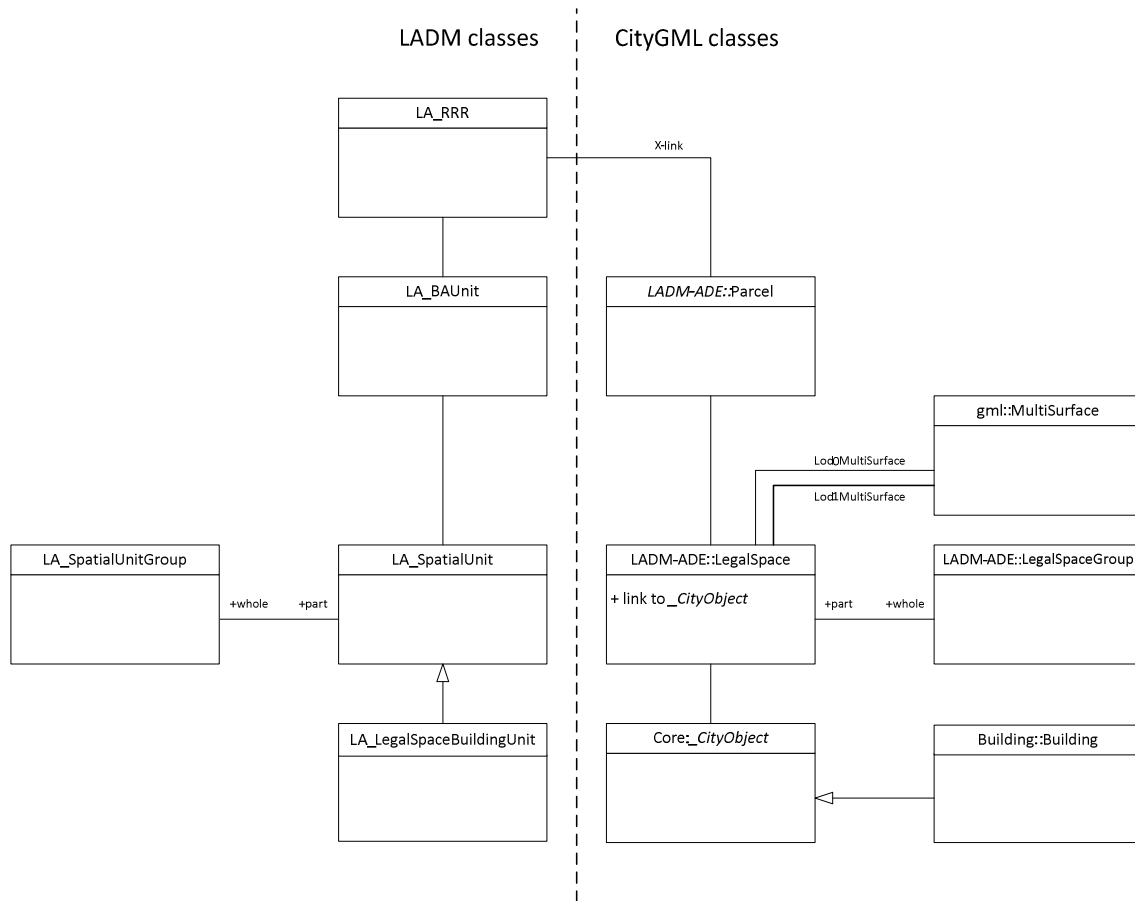 LADM classes
CityGML classes
LA_RRR
X-link
LA_BAUnit
LADM-ADE::Parcel
gml::MultiSurface
Lod0MultiSurface
Lod1MultiSurface
LA_SpatialUnitGroup
LA_SpatialUnit
LADM-ADE::LegalSpace
LADM-ADE::LegalSpaceGroup
+ link to _CityObject
+whole
+part
+part
+whole
LA_LegalSpaceBuildingUnit
Core::_CityObject
Building::Building